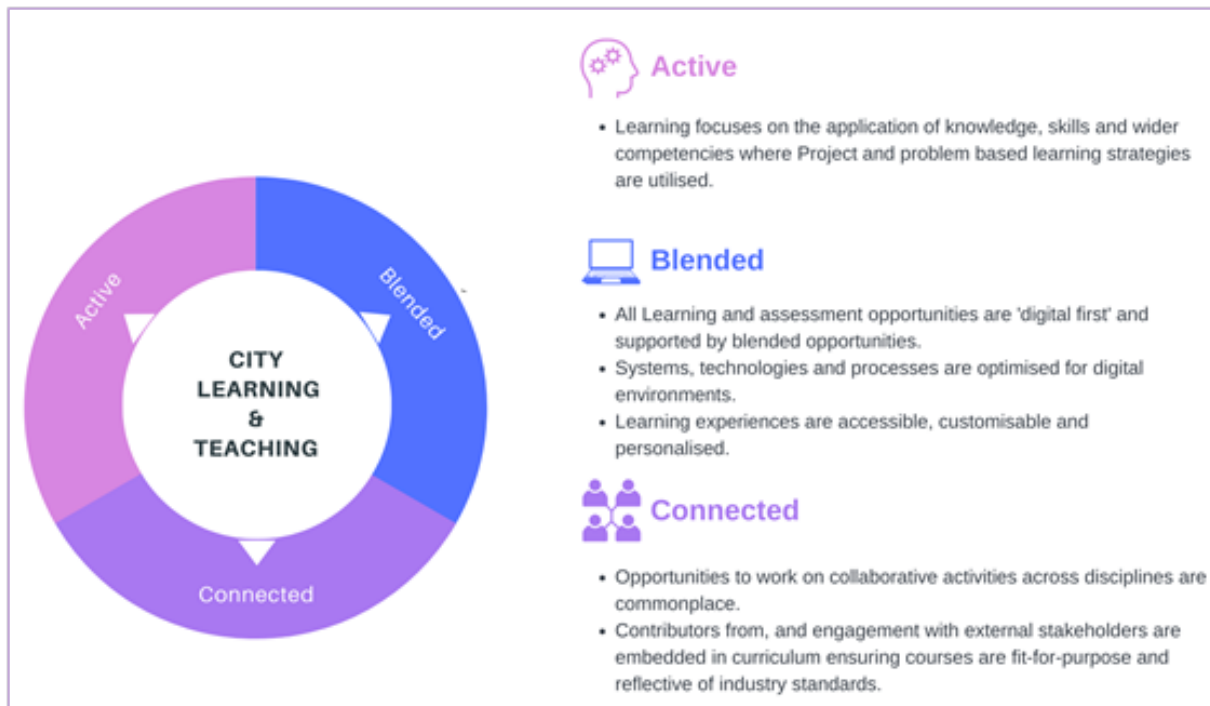 Active
Blended
CITY
LEARNING
&
TEACHING
Connected
Active
• Learning focuses on the application of knowledge, skills and wider
competencies where Project and problem based learning strategies
are utilised.
Blended
• All Learning and assessment opportunities are 'digital first' and
supported by blended opportunities.
• Systems, technologies and processes are optimised for digital
environments.
• Learning experiences are accessible, customisable and
personalised.
Connected
• Opportunities to work on collaborative activities across disciplines are
commonplace.
• Contributors from, and engagement with external stakeholders are
embedded in curriculum ensuring courses are fit-for-purpose and
reflective of industry standards.